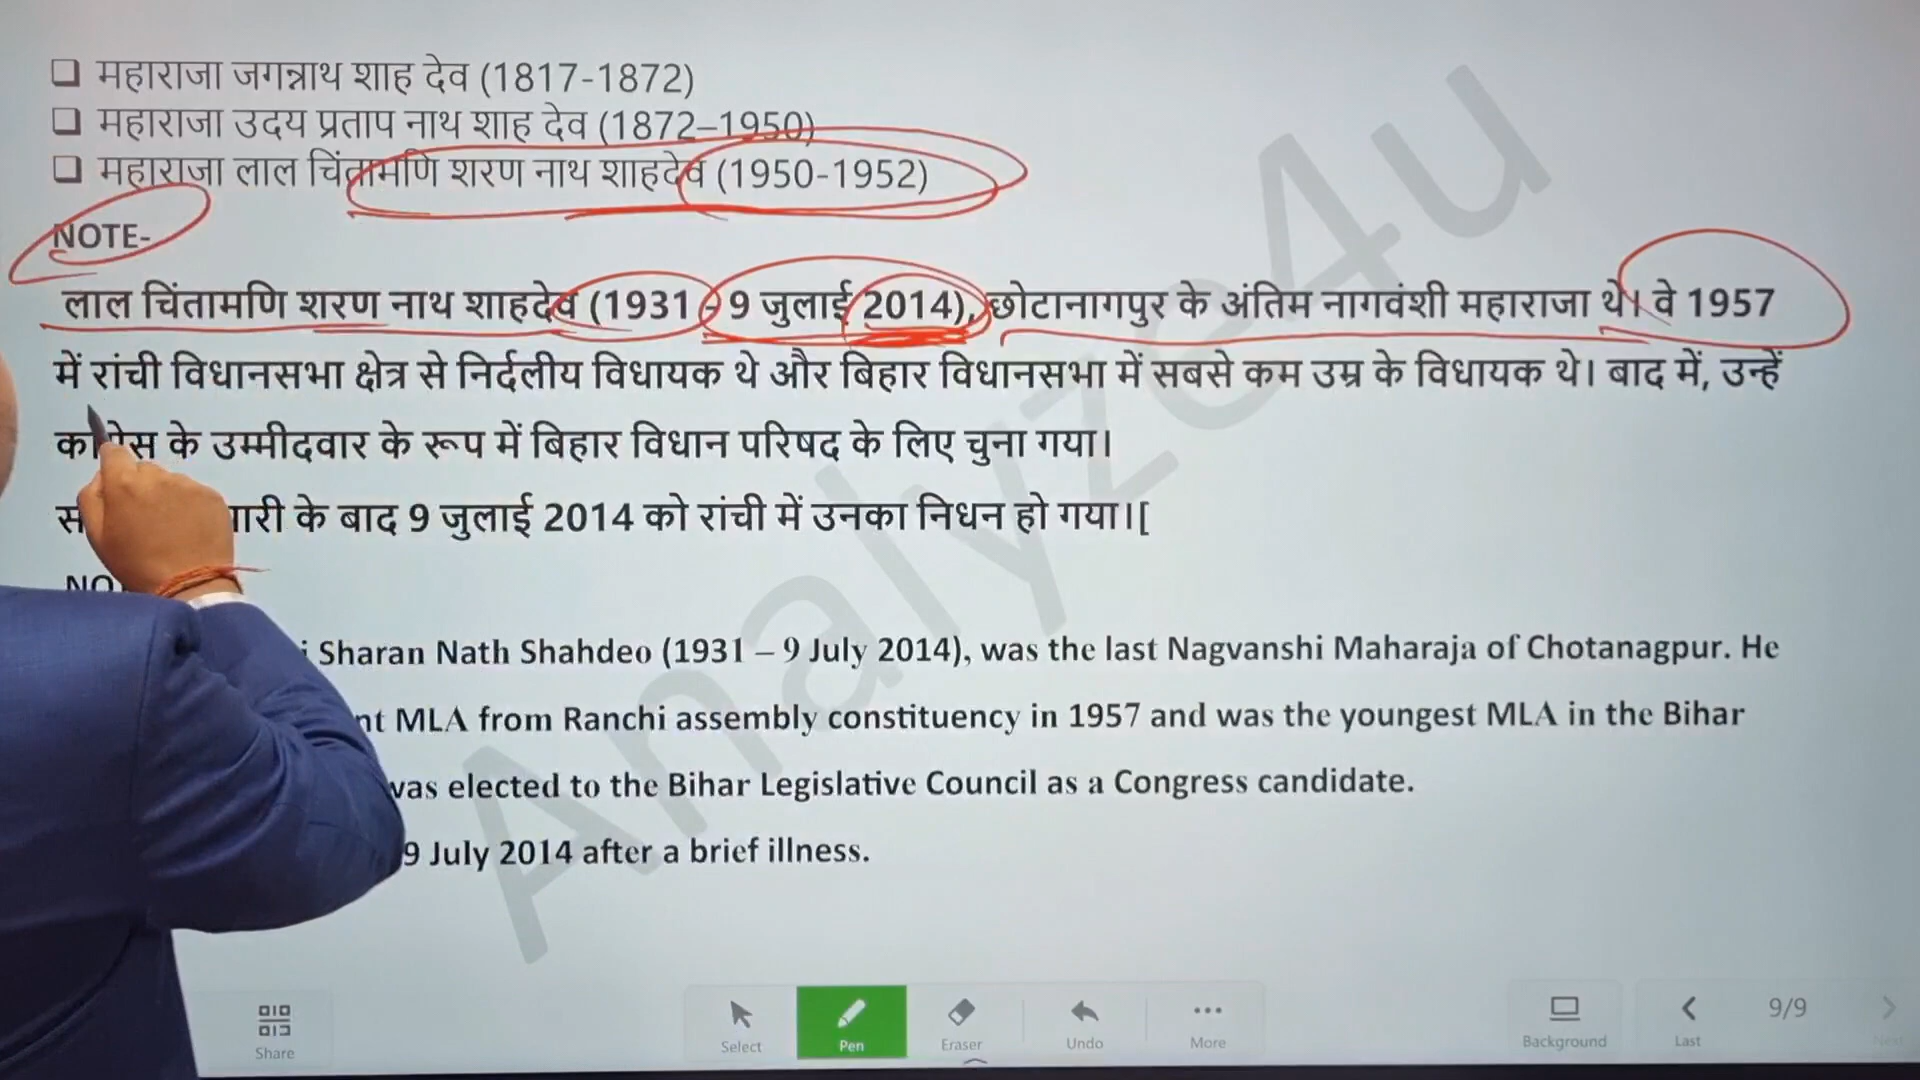 ❑ महाराजा जगन्नाथ शाह देव (1817-1872)
❑ महाराजा उदय प्रताप नाथ शाह देव (1872–1950)
❑ महाराजा लाल चिंतामणि शरण नाथ शाहदेव (1950-1952)
NOTE-
लाल चिंतामणि शरण नाथ शाहदेव (1931 - 9 जुलाई 2014), छोटानागपुर के अंतिम नागवंशी महाराजा थे। वे 1957
में रांची विधानसभा क्षेत्र से निर्दलीय विधायक थे और बिहार विधानसभा में सबसे कम उम्र के विधायक थे। बाद में, उन्हें
के उम्मीदवार के रूप में बिहार विधान परिषद के लिए चुना गया।
के बाद 9 जुलाई 2014 को रांची में उनका निधन हो गया।[
Sharan Nath Shahdeo (1931 – 9 July 2014), was the last Nagvanshi Maharaja of Chotanagpur. He
MLA from Ranchi assembly constituency in 1957 and was the youngest MLA in the Bihar
was elected to the Bihar Legislative Council as a Congress candidate.
9 July 2014 after a brief illness.
Analyze4u
Share
Select
Pen
Eraser
Undo
More
Background
Last
9/9
Next